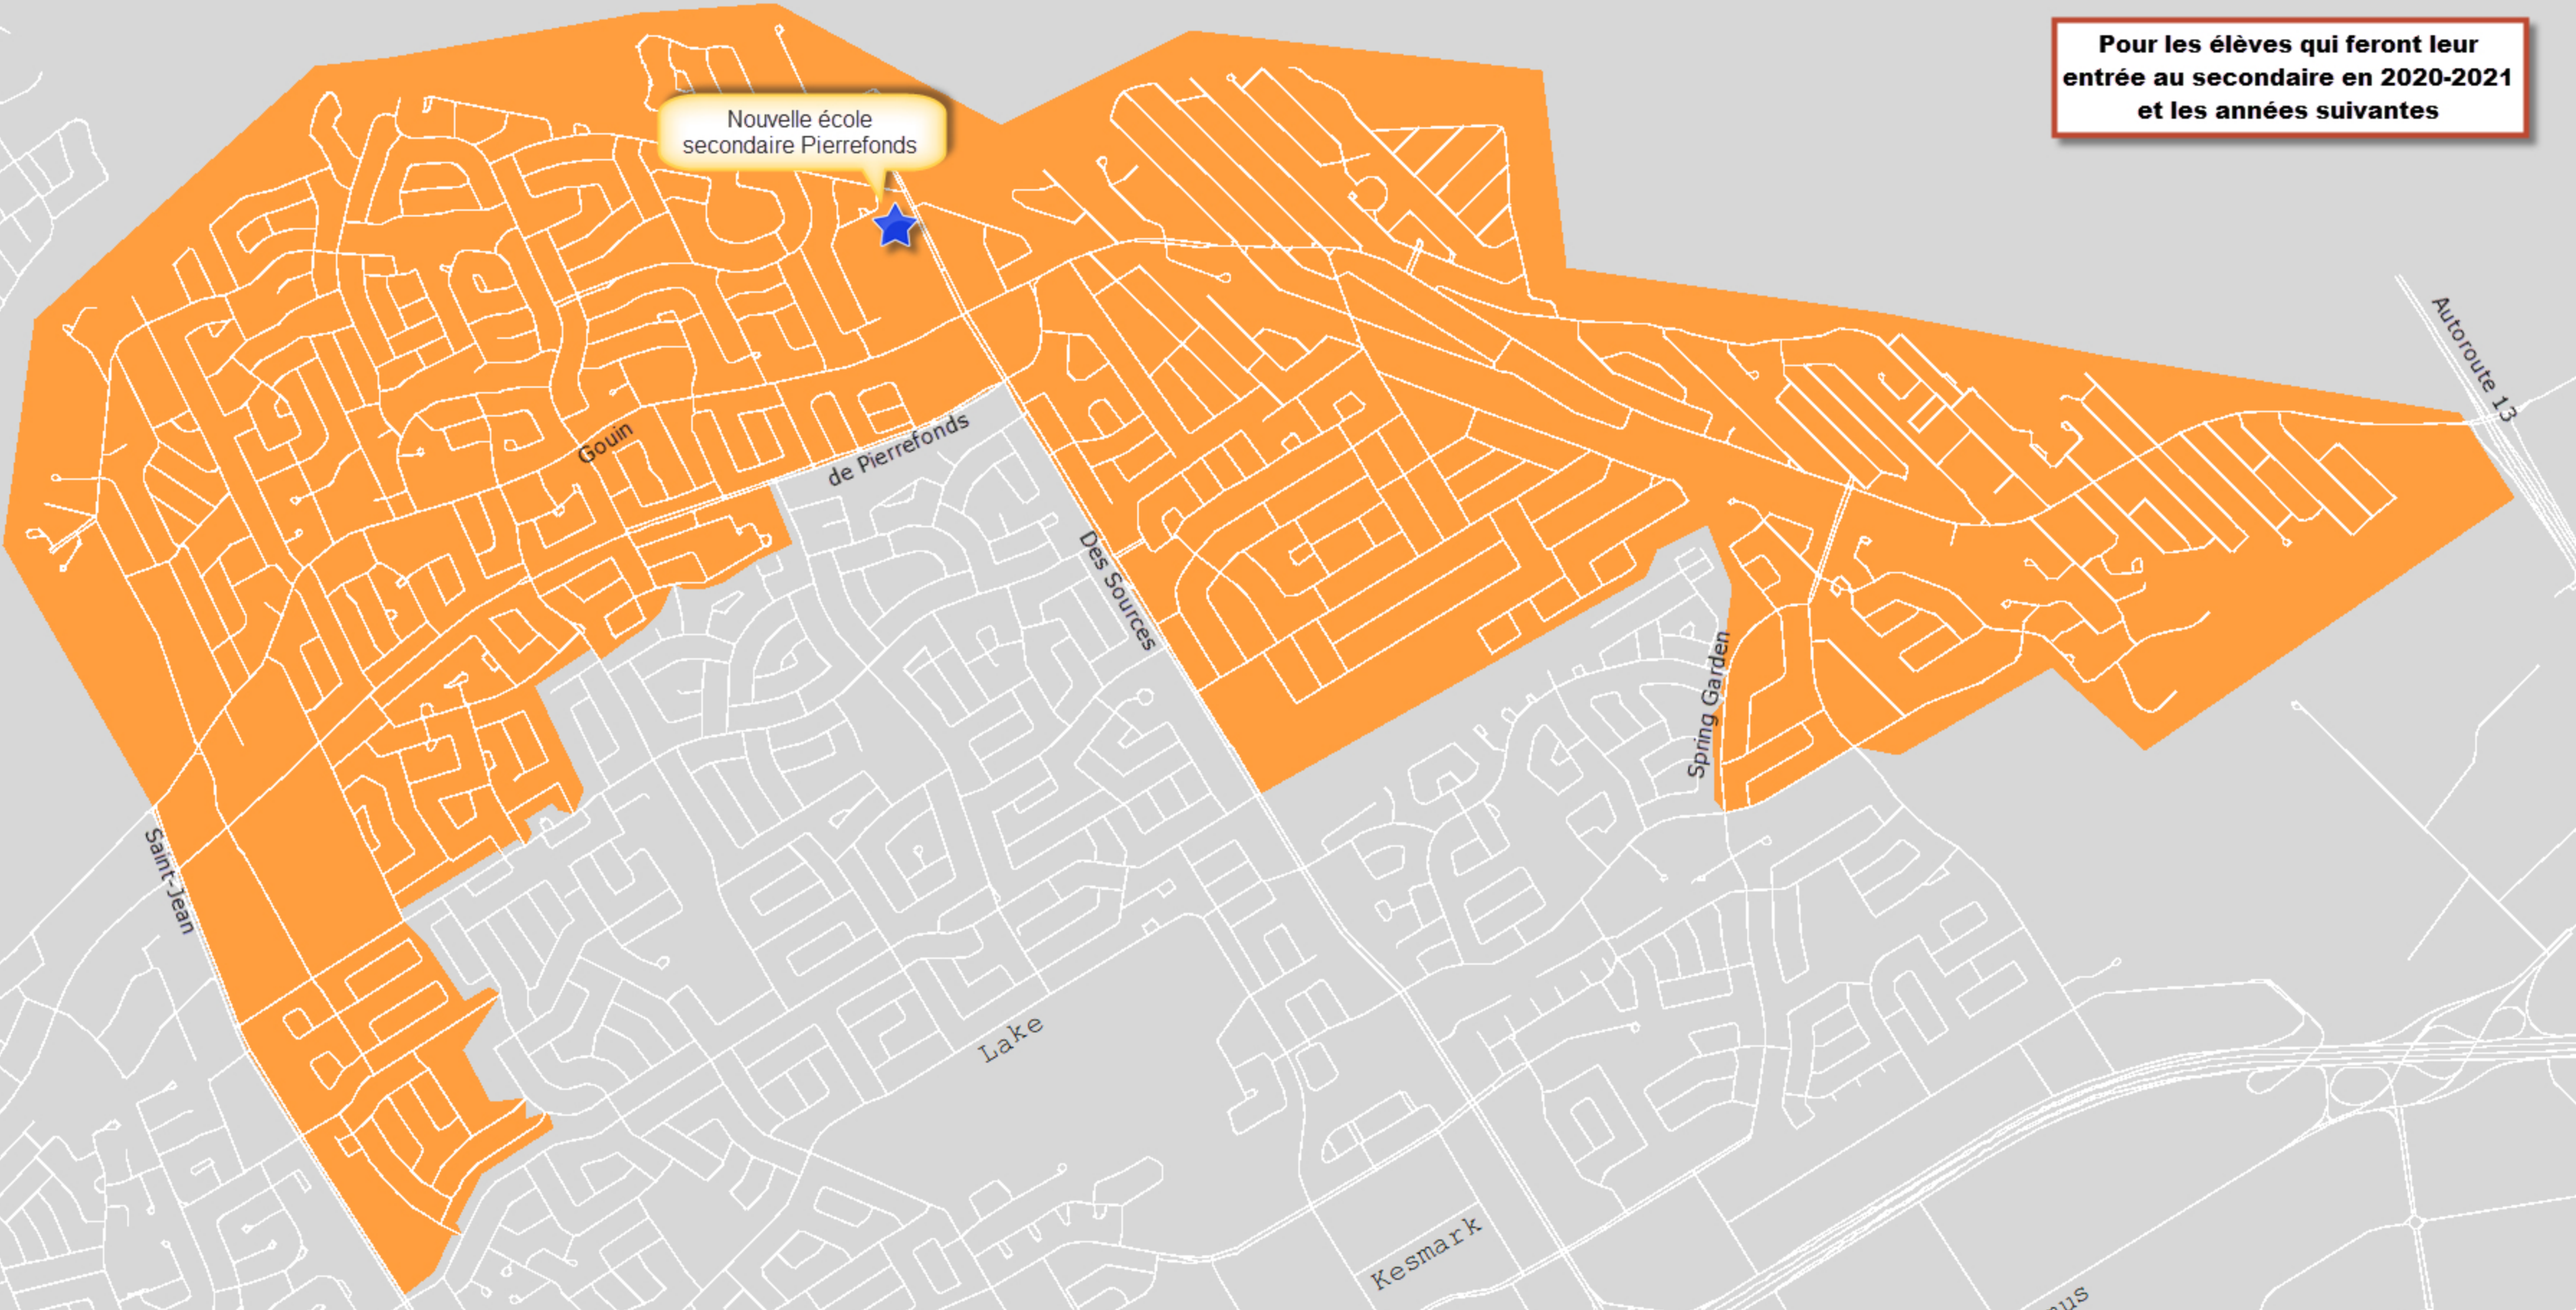 Pour les élèves qui feront leur
entrée au secondaire en 2020-2021
et les années suivantes
Nouvelle école
secondaire Pierrefonds
Autoroute 13
Gouin
de Pierrefonds
Des Sources
Spring Garden
Saint-Jean
Lake
Kesmark